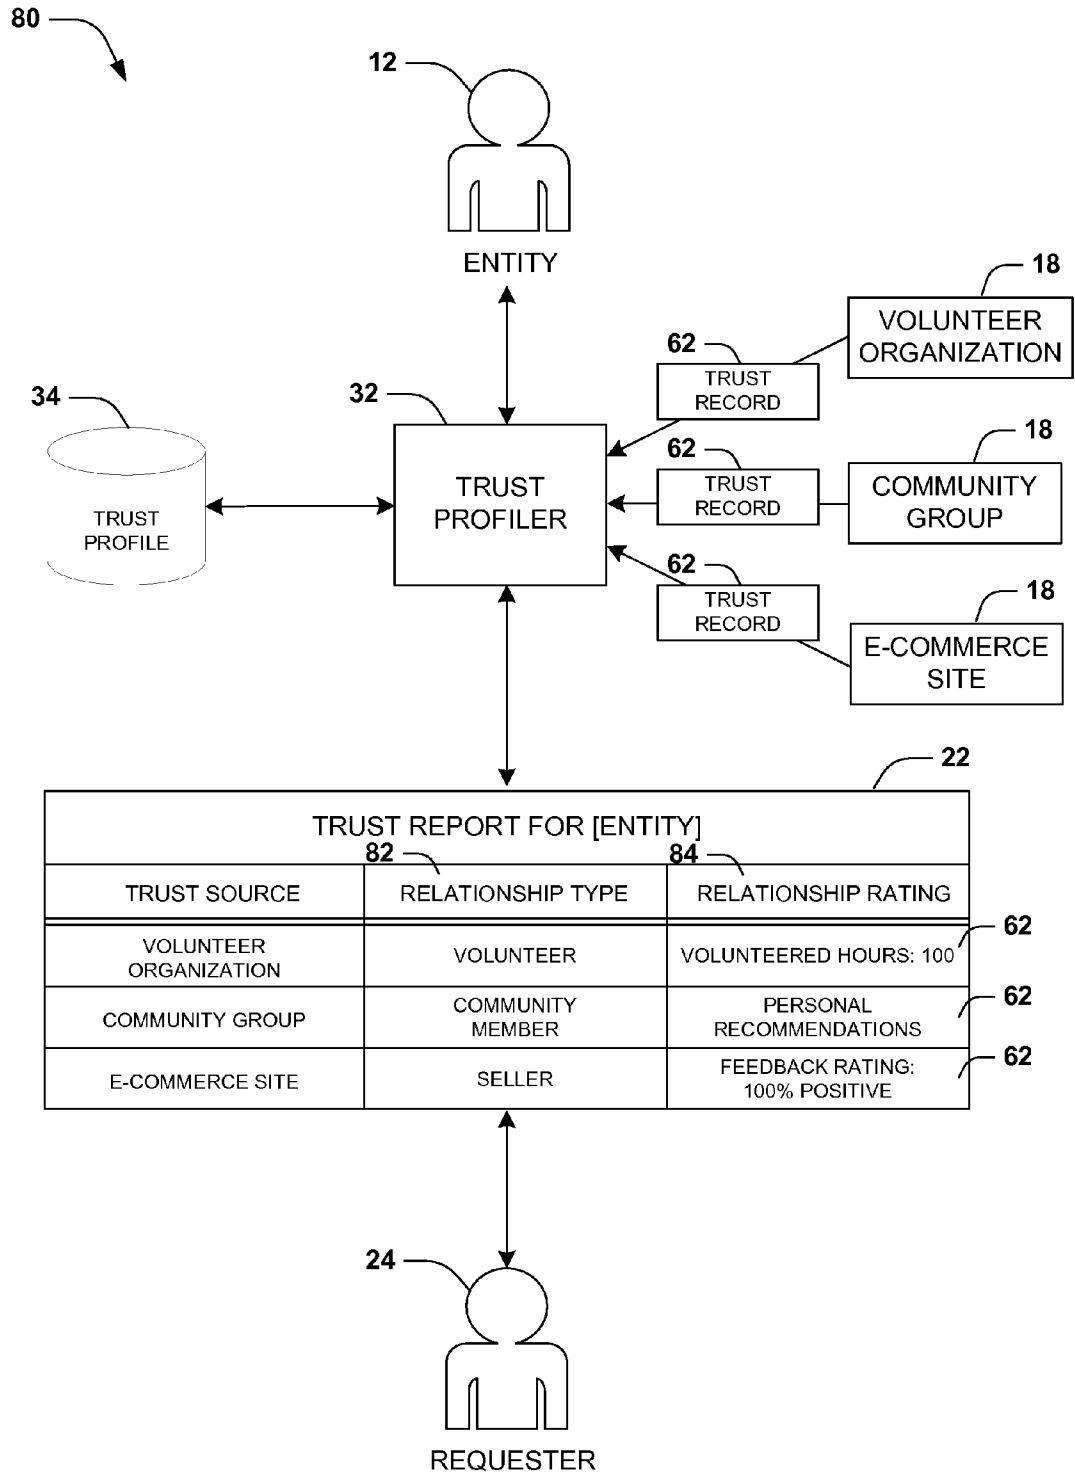 80
12
ENTITY
18
VOLUNTEER
ORGANIZATION
62
TRUST
RECORD
34
32
TRUST
PROFILE
TRUST
PROFILER
62
TRUST
RECORD
18
COMMUNITY
GROUP
62
TRUST
RECORD
18
E-COMMERCE
SITE
22
TRUST REPORT FOR [ENTITY]
82
84
TRUST SOURCE
RELATIONSHIP TYPE
RELATIONSHIP RATING
VOLUNTEER
ORGANIZATION
VOLUNTEER
VOLUNTEERED HOURS: 100
62
COMMUNITY GROUP
COMMUNITY
MEMBER
PERSONAL
RECOMMENDATIONS
62
E-COMMERCE SITE
SELLER
FEEDBACK RATING:
100% POSITIVE
62
24
REQUESTER